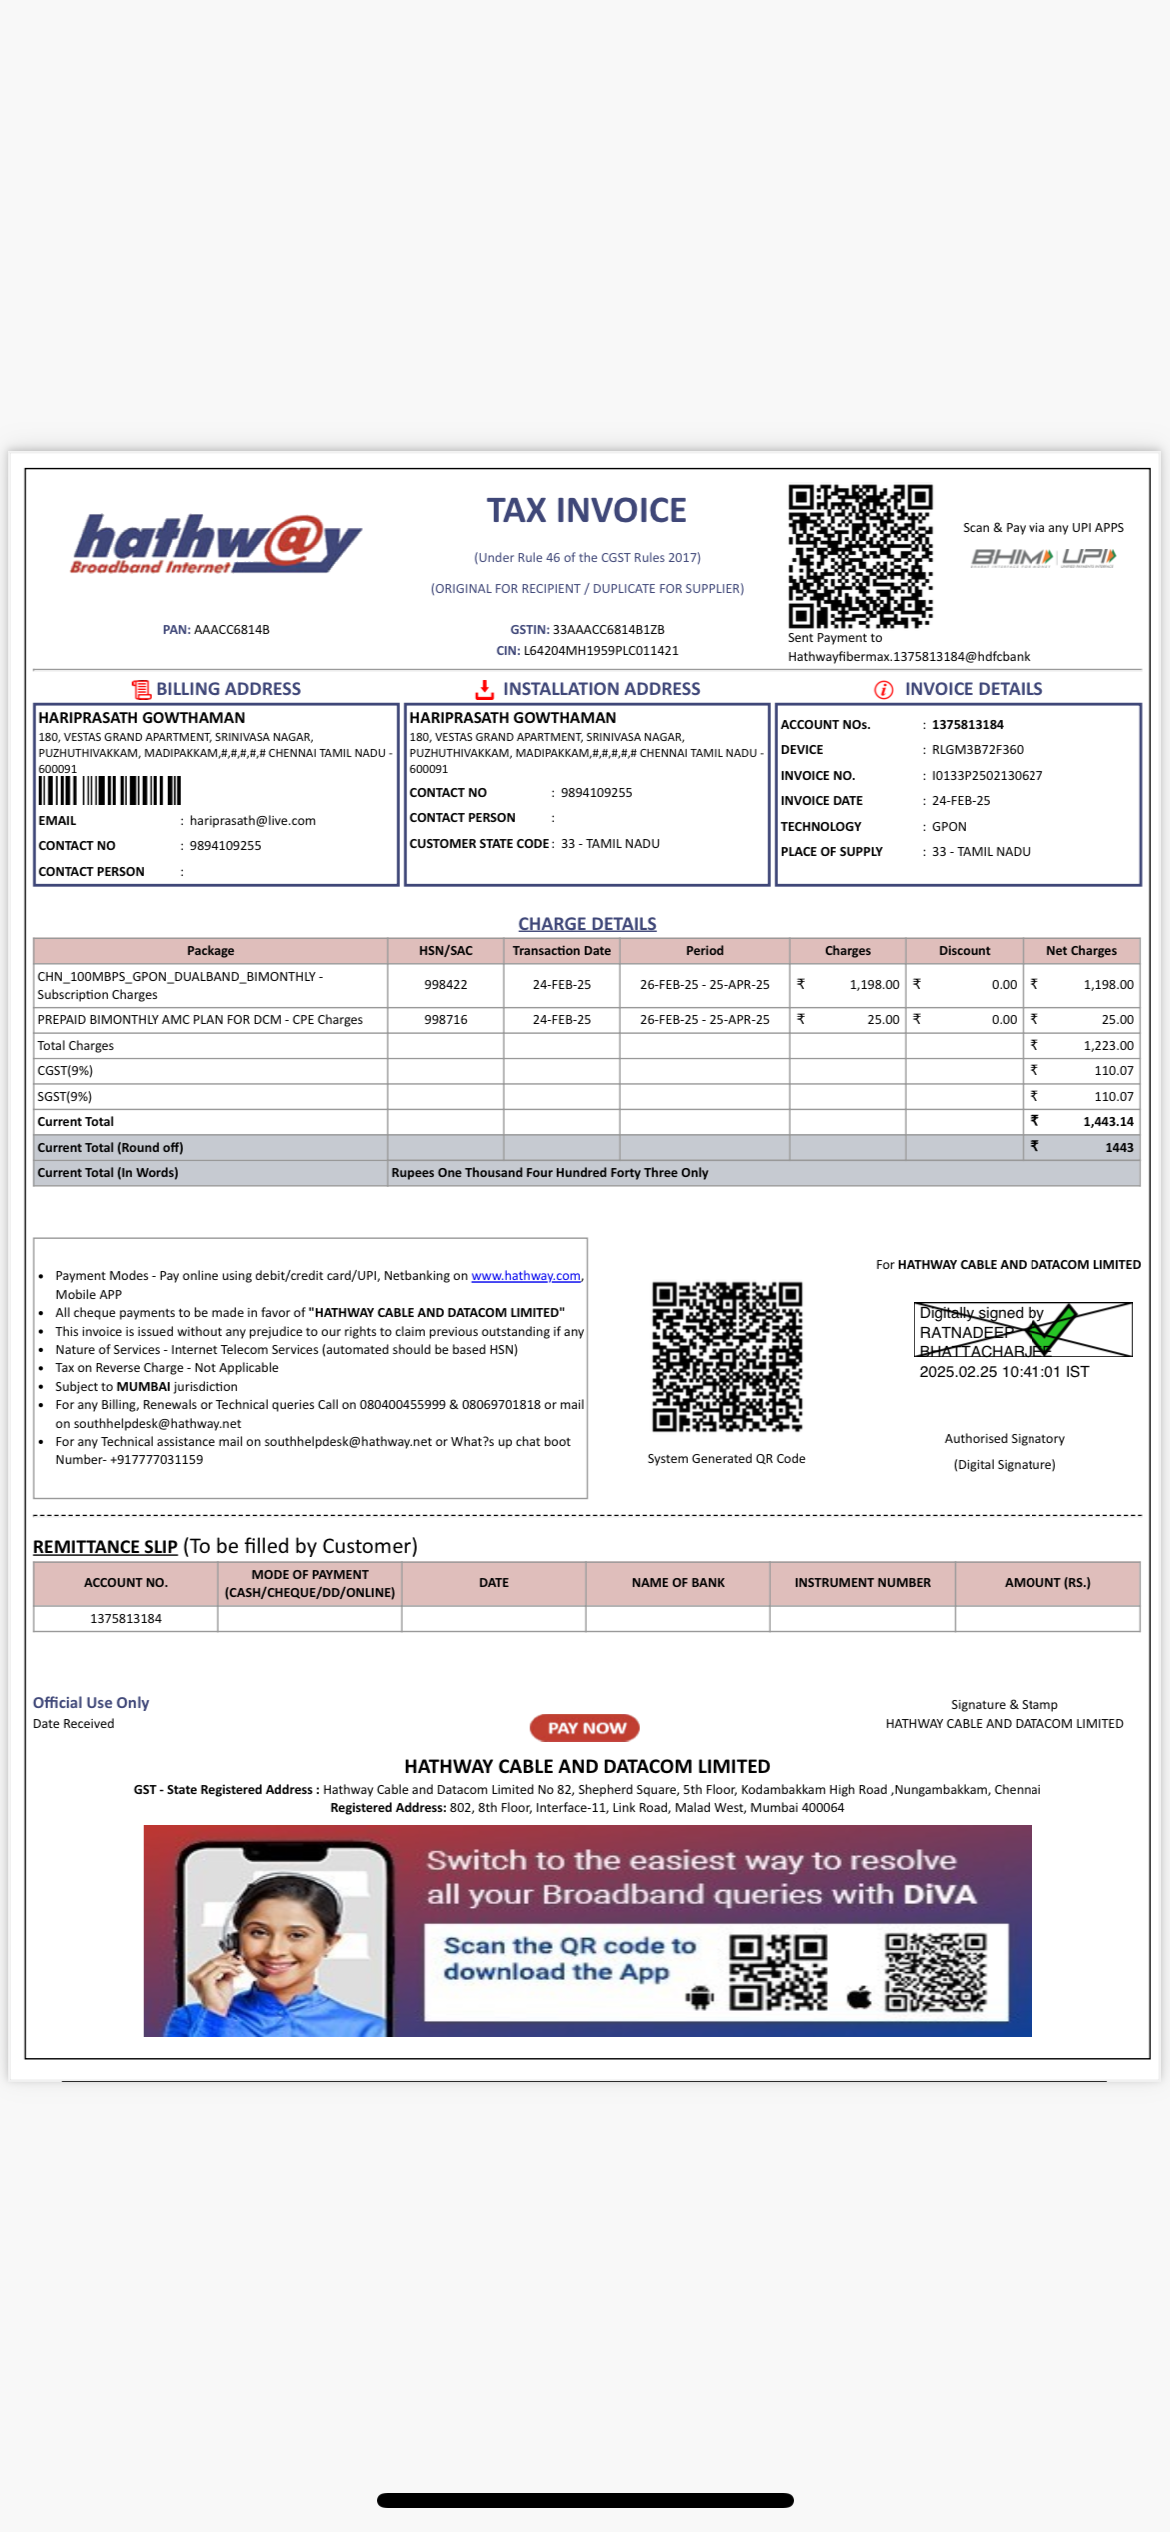 hathw@y
Broadband Internet
TAX INVOICE
(Under Rule 46 of the CGST Rules 2017)
(ORIGINAL FOR RECIPIENT / DUPLICATE FOR SUPPLIER)
Scan & Pay via any UPI APPS
BHIM UPI
PAN: AAACC6814B
GSTIN: 33AAACC6814B1ZB
CIN: L64204MH1959PLC011421
Sent Payment to
Hathwayfibermax.1375813184@hdfcbank
BILLING ADDRESS
HARIPRASATH GOWTHAMAN
180, VESTAS GRAND APARTMENT, SRINIVASA NAGAR,
PUZHUTHIVAKKAM, MADIPAKKAM,#,#,#,#,# CHENNAI TAMIL NADU -
600091
EMAIL : hariprasath@live.com
CONTACT NO : 9894109255
CONTACT PERSON :
INSTALLATION ADDRESS
HARIPRASATH GOWTHAMAN
180, VESTAS GRAND APARTMENT, SRINIVASA NAGAR,
PUZHUTHIVAKKAM, MADIPAKKAM,#,#,#,#,# CHENNAI TAMIL NADU -
600091
CONTACT NO : 9894109255
CONTACT PERSON :
CUSTOMER STATE CODE : 33 - TAMIL NADU
INVOICE DETAILS
ACCOUNT NOs. : 1375813184
DEVICE : RLGM3B72F360
INVOICE NO. : I0133P2502130627
INVOICE DATE : 24-FEB-25
TECHNOLOGY : GPON
PLACE OF SUPPLY : 33 - TAMIL NADU
CHARGE DETAILS
Package HSN/SAC Transaction Date Period Charges Discount Net Charges
CHN_100MBPS_GPON_DUALBAND_BIMONTHLY -
Subscription Charges 998422 24-FEB-25 26-FEB-25 - 25-APR-25 ₹ 1,198.00 ₹ 0.00 ₹ 1,198.00
PREPAID BIMONTHLY AMC PLAN FOR DCM - CPE Charges 998716 24-FEB-25 26-FEB-25 - 25-APR-25 ₹ 25.00 ₹ 0.00 ₹ 25.00
Total Charges ₹ 1,223.00
CGST(9%) ₹ 110.07
SGST(9%) ₹ 110.07
Current Total ₹ 1,443.14
Current Total (Round off) ₹ 1443
Current Total (In Words) Rupees One Thousand Four Hundred Forty Three Only
• Payment Modes - Pay online using debit/credit card/UPI, Netbanking on www.hathway.com,
Mobile APP
• All cheque payments to be made in favor of "HATHWAY CABLE AND DATACOM LIMITED"
• This invoice is issued without any prejudice to our rights to claim previous outstanding if any
• Nature of Services - Internet Telecom Services (automated should be based HSN)
• Tax on Reverse Charge - Not Applicable
• Subject to MUMBAI jurisdiction
• For any Billing, Renewals or Technical queries Call on 080400455999 & 08069701818 or mail
on southhelpdesk@hathway.net
• For any Technical assistance mail on southhelpdesk@hathway.net or What?s up chat boot
Number- +917777031159
System Generated QR Code
For HATHWAY CABLE AND DATACOM LIMITED
Digitally signed by
RATNADEEP
BHATTACHARJEE
2025.02.25 10:41:01 IST
Authorised Signatory
(Digital Signature)
REMITTANCE SLIP (To be filled by Customer)
ACCOUNT NO. MODE OF PAYMENT (CASH/CHEQUE/DD/ONLINE) DATE NAME OF BANK INSTRUMENT NUMBER AMOUNT (RS.)
1375813184
Official Use Only
Date Received
PAY NOW
Signature & Stamp
HATHWAY CABLE AND DATACOM LIMITED
HATHWAY CABLE AND DATACOM LIMITED
GST - State Registered Address : Hathway Cable and Datacom Limited No 82, Shepherd Square, 5th Floor, Kodambakkam High Road ,Nungambakkam, Chennai
Registered Address: 802, 8th Floor, Interface-11, Link Road, Malad West, Mumbai 400064
Switch to the easiest way to resolve
all your Broadband queries with DiVA
Scan the QR code to
download the App